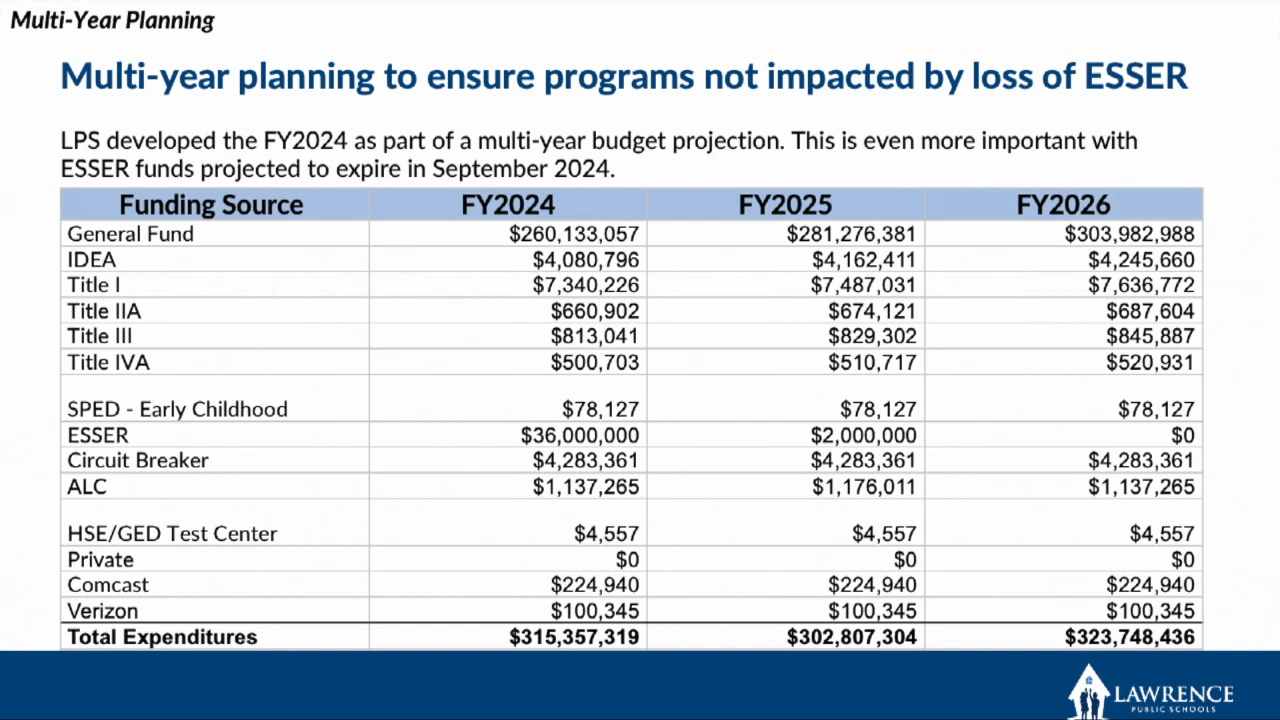 Multi-Year Planning
Multi-year planning to ensure programs not impacted by loss of ESSER
LPS developed the FY2024 as part of a multi-year budget projection. This is even more important with
ESSER funds projected to expire in September 2024.
Funding Source FY2024 FY2025 FY2026
General Fund $260,133,057 $281,276,381 $303,982,988
IDEA $4,080,796 $4,162,411 $4,245,660
Title I $7,340,226 $7,487,031 $7,636,772
Title IIA $660,902 $674,121 $687,604
Title III $813,041 $829,302 $845,887
Title IVA $500,703 $510,717 $520,931
SPED - Early Childhood $78,127 $78,127 $78,127
ESSER $36,000,000 $2,000,000 $0
Circuit Breaker $4,283,361 $4,283,361 $4,283,361
ALC $1,137,265 $1,176,011 $1,137,265
HSE/GED Test Center $4,557 $4,557 $4,557
Private $0 $0 $0
Comcast $224,940 $224,940 $224,940
Verizon $100,345 $100,345 $100,345
Total Expenditures $315,357,319 $302,807,304 $323,748,436
LAWRENCE
PUBLIC SCHOOLS